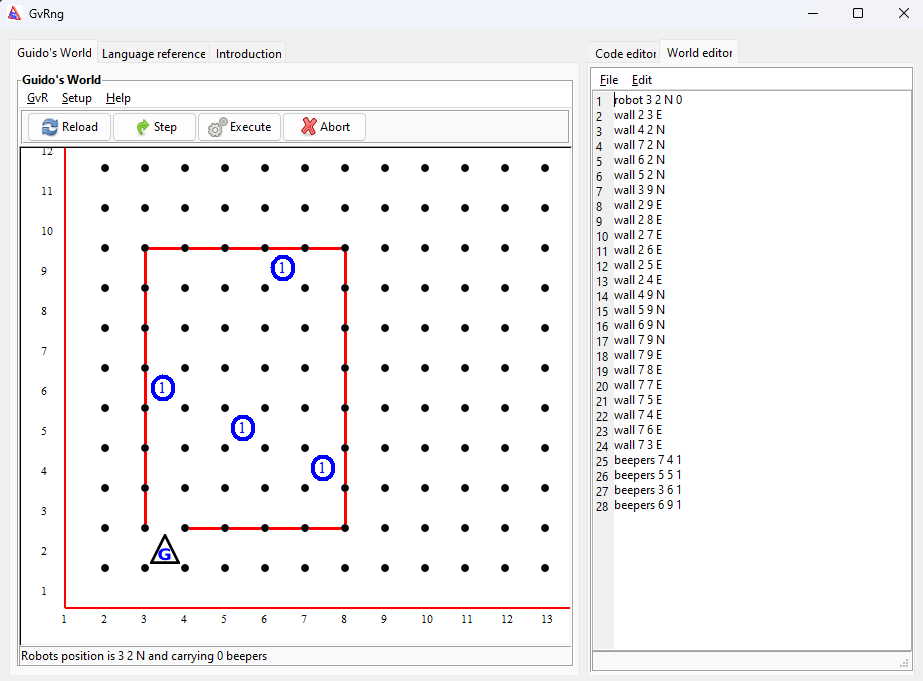 GvRng
Guido's World Language reference Introduction
Guido's World
GvR Setup Help
Reload Step Execute Abort
12
11
10
9
1
8
7
6
1
5
1
4
1
3
2
G
1
1 2 3 4 5 6 7 8 9 10 11 12 13
Robots position is 3 2 N and carrying 0 beepers
Code editor World editor
File Edit
1 robot 3 2 N 0
2 wall 2 3 E
3 wall 4 2 N
4 wall 7 2 N
5 wall 6 2 N
6 wall 5 2 N
7 wall 3 9 N
8 wall 2 9 E
9 wall 2 8 E
10 wall 2 7 E
11 wall 2 6 E
12 wall 2 5 E
13 wall 2 4 E
14 wall 4 9 N
15 wall 5 9 N
16 wall 6 9 N
17 wall 7 9 N
18 wall 7 9 E
19 wall 7 8 E
20 wall 7 7 E
21 wall 7 5 E
22 wall 7 4 E
23 wall 7 6 E
24 wall 7 3 E
25 beepers 7 4 1
26 beepers 5 5 1
27 beepers 3 6 1
28 beepers 6 9 1